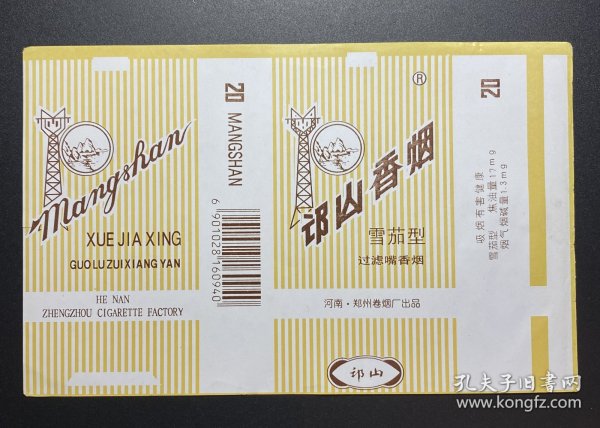 Mangshan
XUE JIA XING
GUO LU ZUI XIANG YAN
HE NAN
ZHENGZHOU CIGARETTE FACTORY
20 MANGSHAN
6 901028 160940
®
邙山香烟
雪茄型
过滤嘴香烟
河南·郑州卷烟厂出品
邙山
20
吸烟有害健康
雪茄型 焦油量17mg
烟气烟碱量1.3mg
孔夫子旧书网
www.kongfz.com